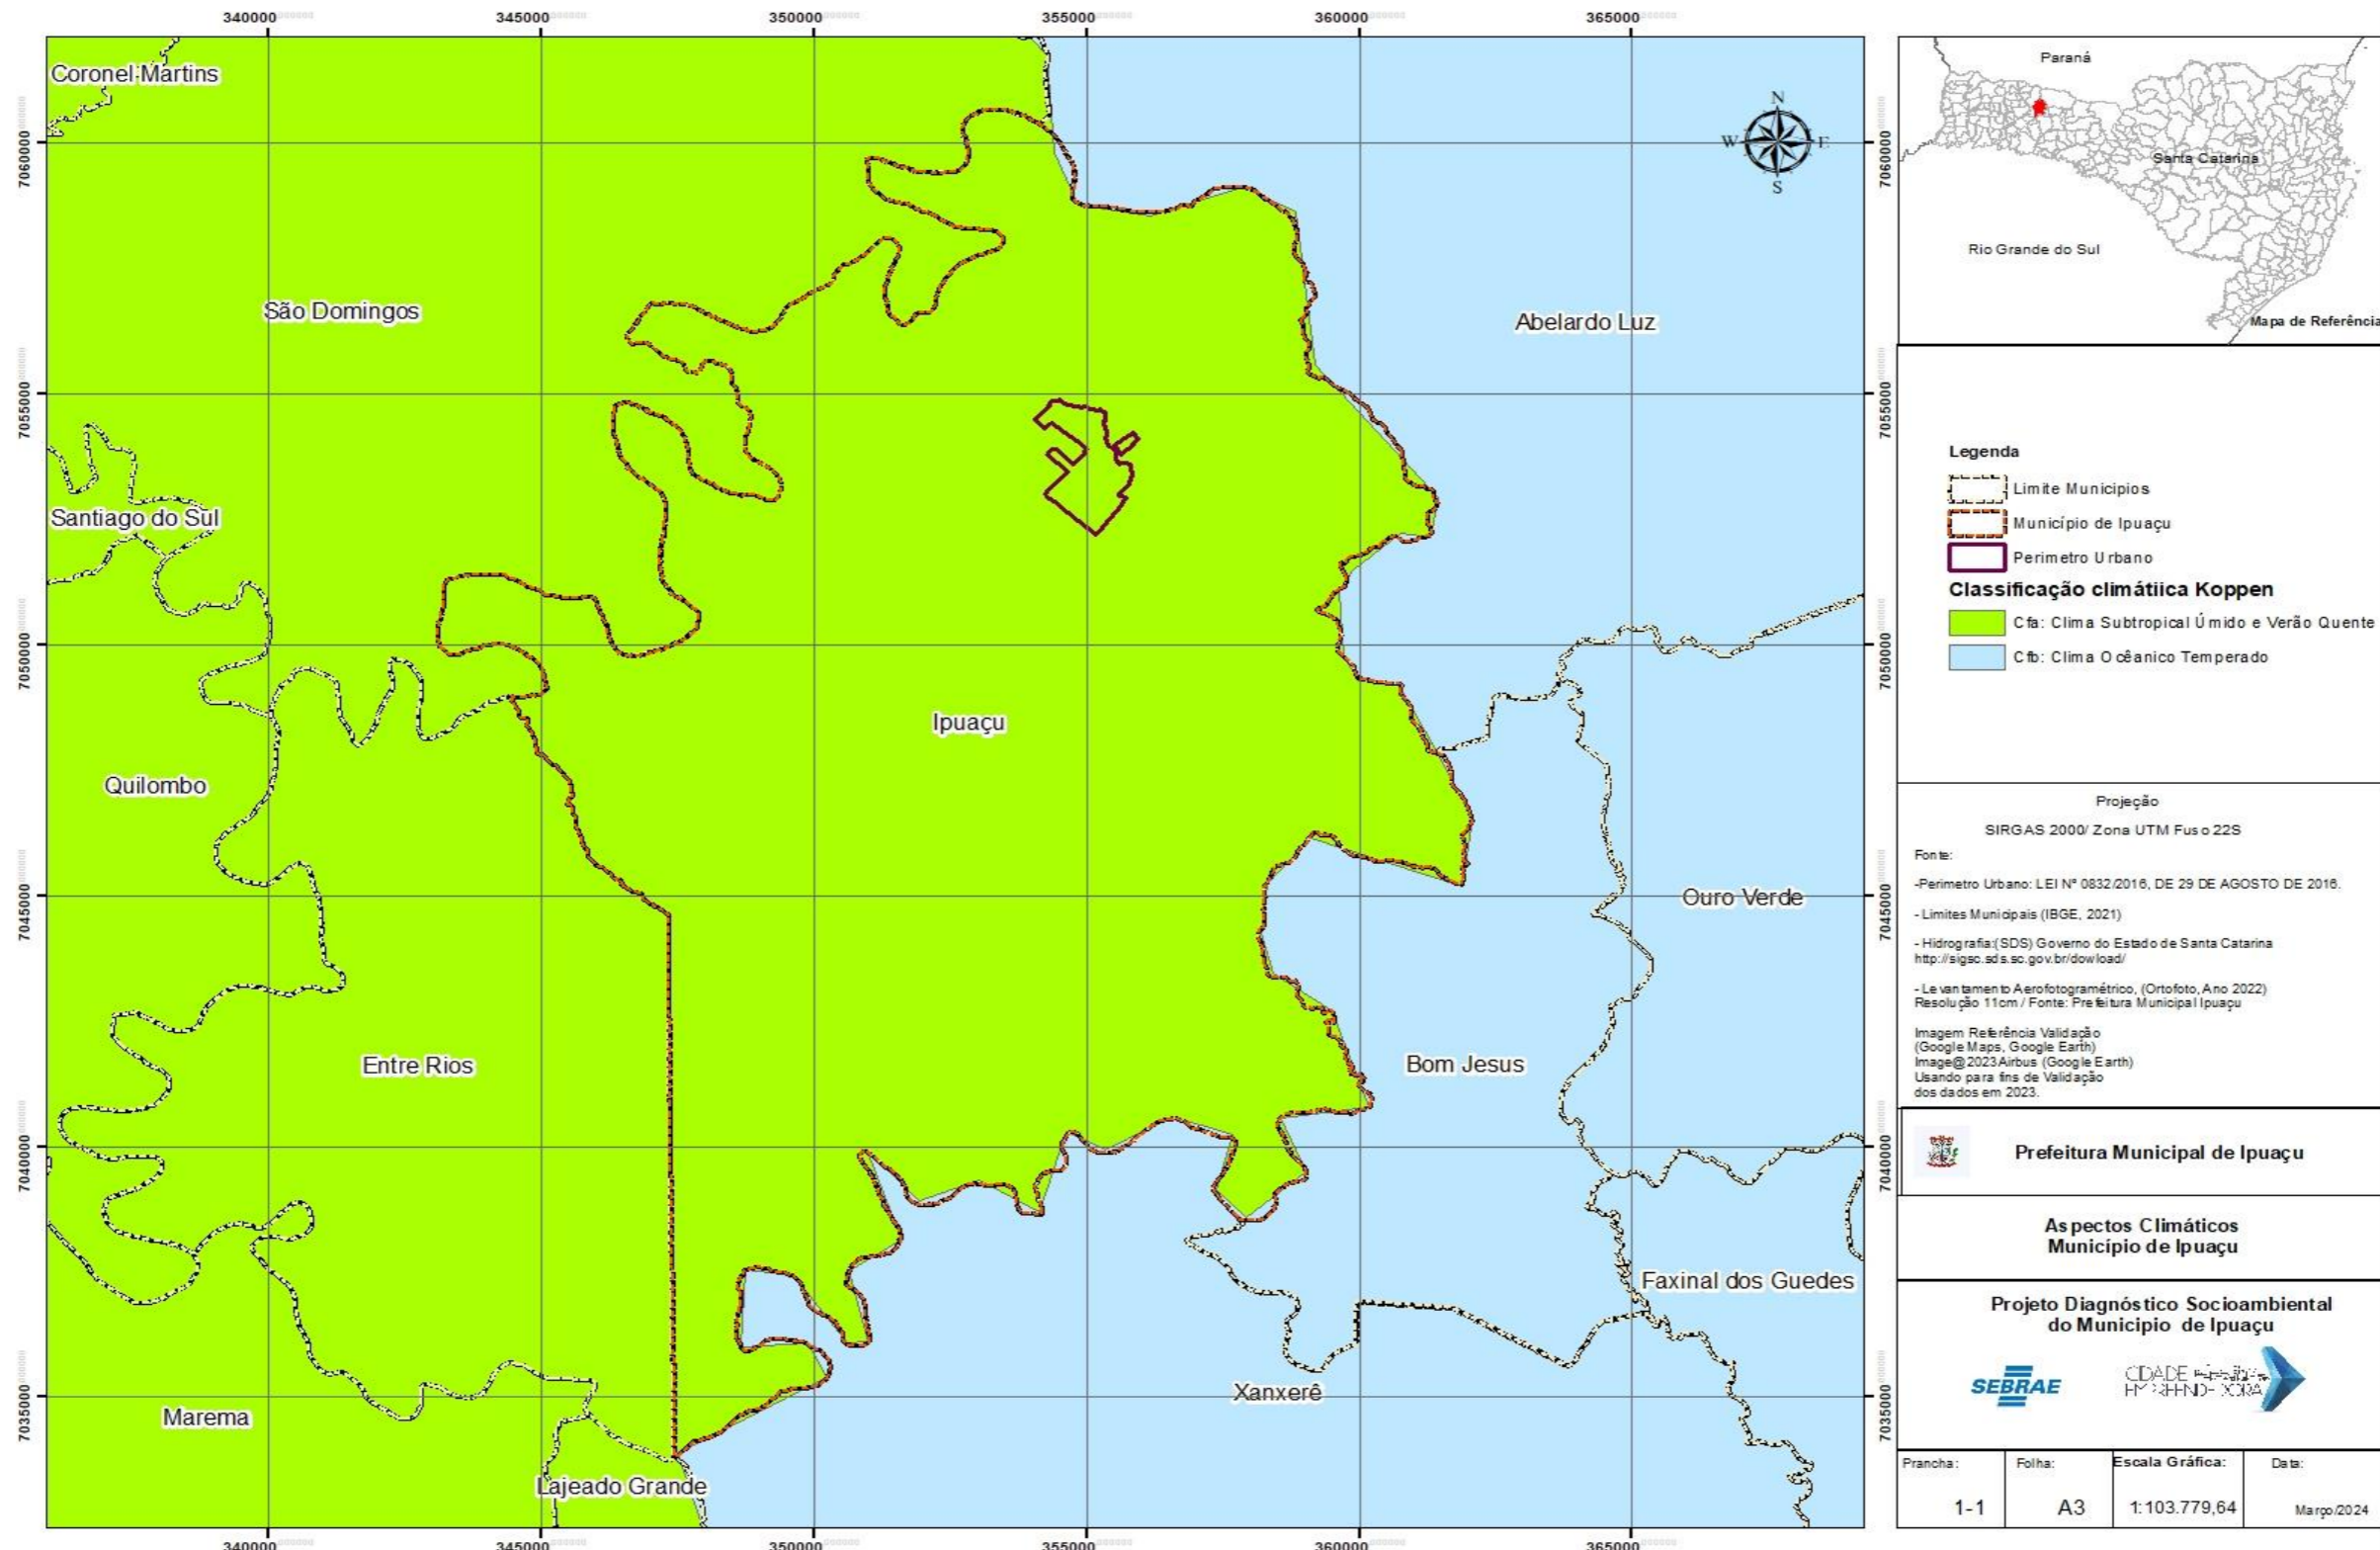 340000 345000 350000 355000 360000 365000
Coronel Martins
7060000
7060000
N
W E
S
São Domingos
Abelardo Luz
7055000
7055000
Santiago do Sul
7050000
7050000
Ipuaçu
Quilombo
7045000
7045000
Ouro Verde
Entre Rios
Bom Jesus
7040000
7040000
Faxinal dos Guedes
Xanxerê
7035000
7035000
Marema
Lajeado Grande
340000 345000 350000 355000 360000 365000
Paraná
Santa Catarina
Rio Grande do Sul
Mapa de Referência
Legenda
Limite Municipios
Município de Ipuaçu
Perimetro Urbano
Classificação climátiica Koppen
Cfa: Clima Subtropical Úmido e Verão Quente
Cfb: Clima Ocêanico Temperado
Projeção
SIRGAS 2000/ Zona UTM Fuso 22S
Fonte:
-Perimetro Urbano: LEI Nº 0832/2016, DE 29 DE AGOSTO DE 2016.
- Limites Municipais (IBGE, 2021)
- Hidrografia:(SDS) Governo do Estado de Santa Catarina
http://sigsc.sds.sc.gov.br/dowload/
- Levantamento Aerofotogramétrico, (Ortofoto, Ano 2022)
Resolução 11cm / Fonte: Prefeitura Municipal Ipuaçu
Imagem Referência Validação
(Google Maps, Google Earth)
Image@2023Airbus (Google Earth)
Usando para fins de Validação
dos dados em 2023.
Prefeitura Municipal de Ipuaçu
Aspectos Climáticos
Município de Ipuaçu
Projeto Diagnóstico Socioambiental
do Municipio de Ipuaçu
SEBRAE
CIDADE
Prancha: Folha: Escala Gráfica: Data:
1-1 A3 1:103.779,64 Março/2024